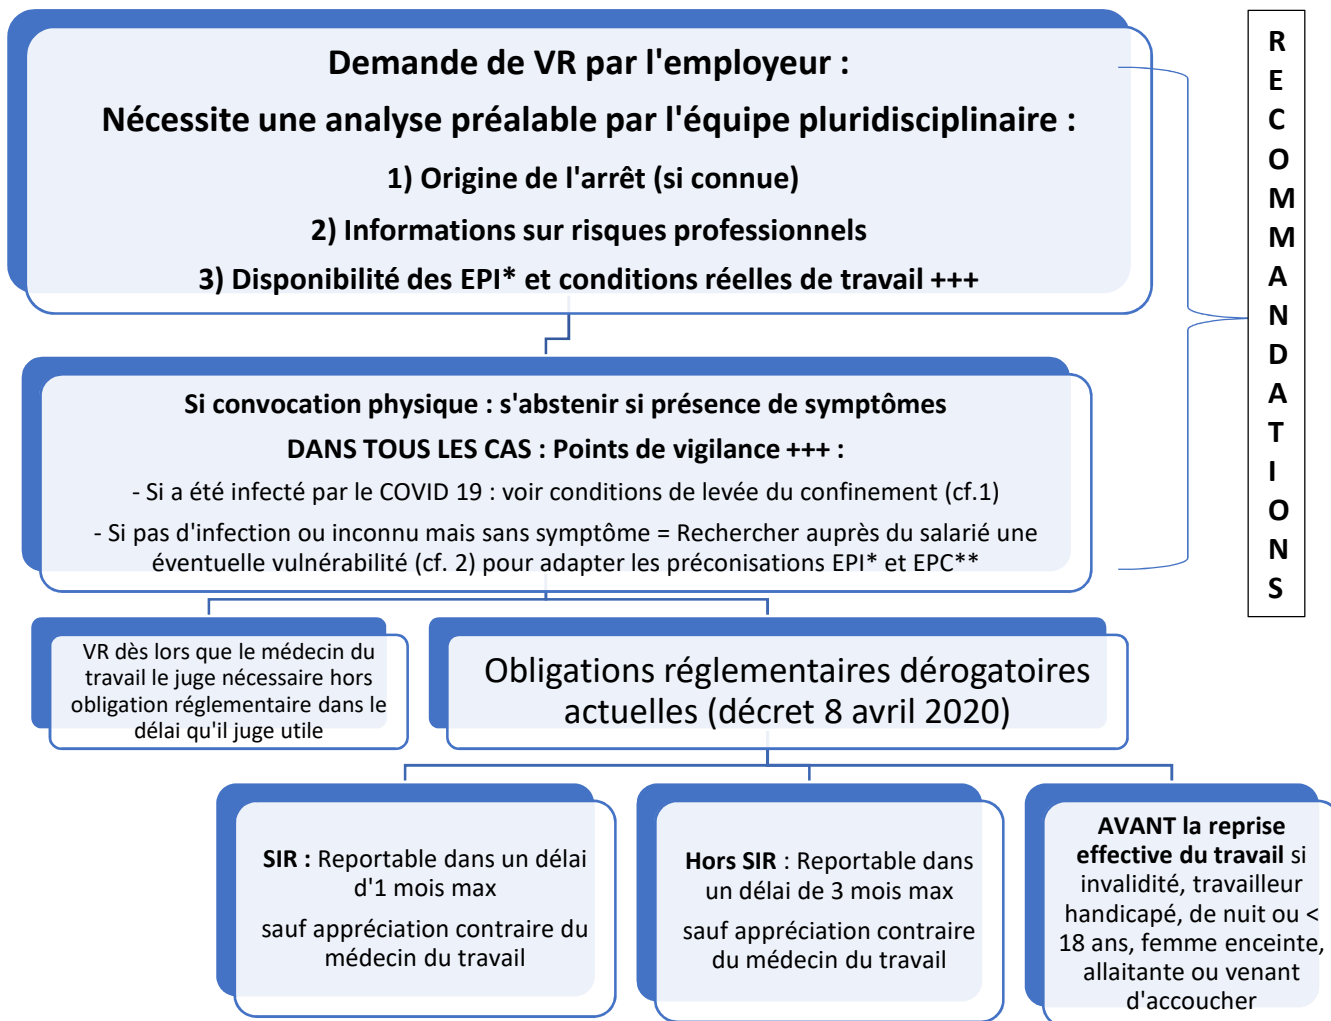 Demande de VR par l'employeur :
Nécessite une analyse préalable par l'équipe pluridisciplinaire :
1) Origine de l'arrêt (si connue)
2) Informations sur risques professionnels
3) Disponibilité des EPI* et conditions réelles de travail +++
RECOMMANDATIONS
Si convocation physique : s'abstenir si présence de symptômes
DANS TOUS LES CAS : Points de vigilance +++ :
- Si a été infecté par le COVID 19 : voir conditions de levée du confinement (cf.1)
- Si pas d'infection ou inconnu mais sans symptôme = Rechercher auprès du salarié une
éventuelle vulnérabilité (cf. 2) pour adapter les préconisations EPI* et EPC**
VR dès lors que le médecin du
travail le juge nécessaire hors
obligation réglementaire dans le
délai qu'il juge utile
Obligations réglementaires dérogatoires
actuelles (décret 8 avril 2020)
SIR : Reportable dans un délai
d'1 mois max
sauf appréciation contraire du
médecin du travail
Hors SIR : Reportable dans
un délai de 3 mois max
sauf appréciation contraire
du médecin du travail
AVANT la reprise
effective du travail si
invalidité, travailleur
handicapé, de nuit ou <
18 ans, femme enceinte,
allaitante ou venant
d'accoucher